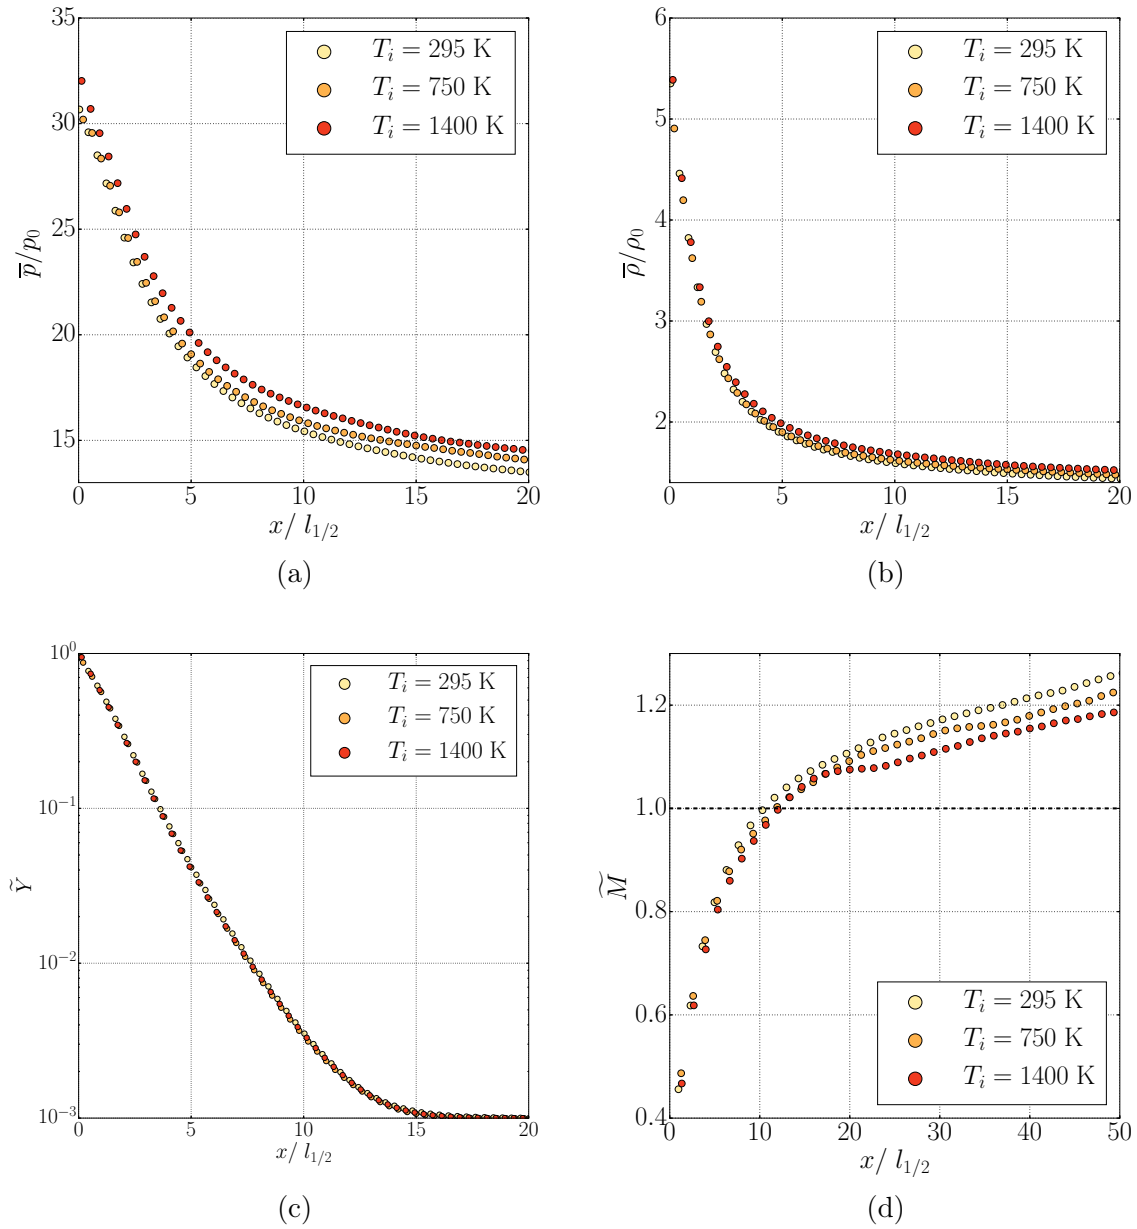 35
30
25
20
15
0
5
10
15
20
p̅/p₀
x/ l₁/₂
Tᵢ = 295 K
Tᵢ = 750 K
Tᵢ = 1400 K
(a)
6
5
4
3
2
0
5
10
15
20
ρ̅/ρ₀
x/ l₁/₂
Tᵢ = 295 K
Tᵢ = 750 K
Tᵢ = 1400 K
(b)
10⁰
10⁻¹
10⁻²
10⁻³
0
5
10
15
20
Ỹ
x/ l₁/₂
Tᵢ = 295 K
Tᵢ = 750 K
Tᵢ = 1400 K
(c)
1.2
1.0
0.8
0.6
0.4
0
10
20
30
40
50
M̃
x/ l₁/₂
Tᵢ = 295 K
Tᵢ = 750 K
Tᵢ = 1400 K
(d)